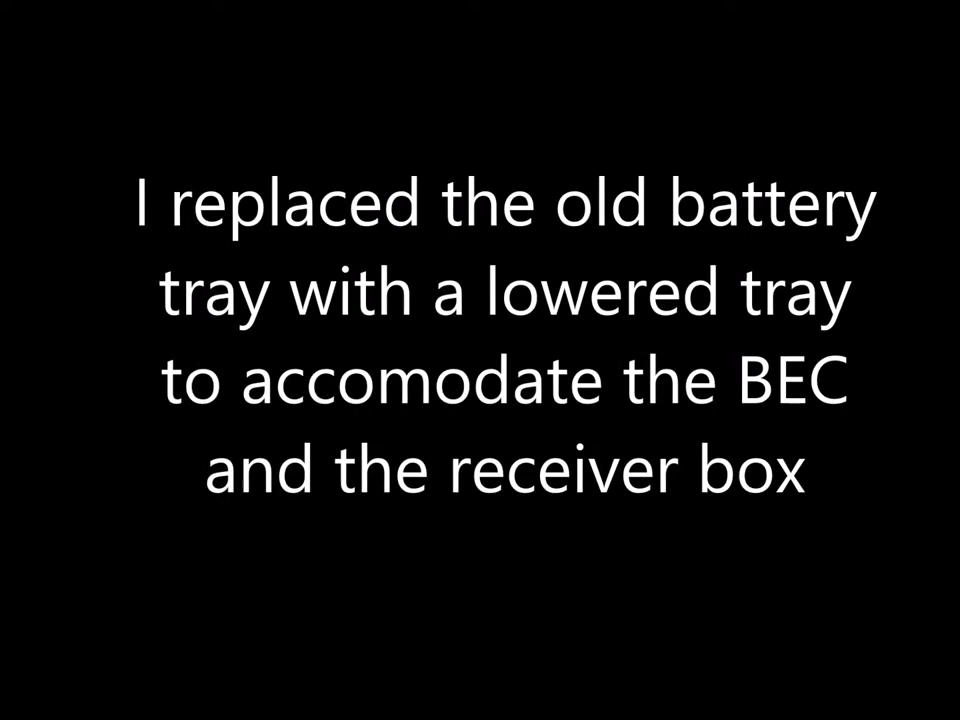 I replaced the old battery
tray with a lowered tray
to accomodate the BEC
and the receiver box